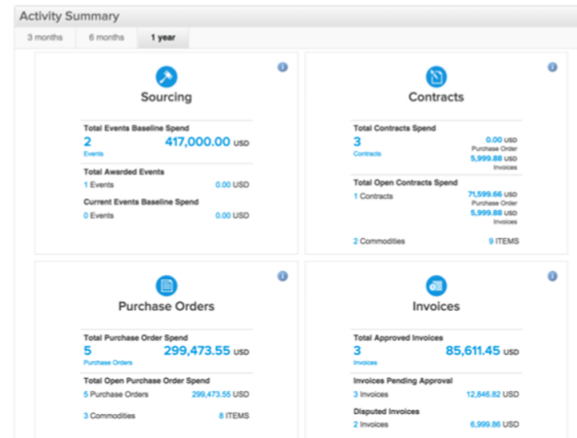 Activity Summary
3 months 6 months 1 year
Sourcing
Total Events Baseline Spend
2 417,000.00 USD
Events
Total Awarded Events
1 Events 0.00 USD
Current Events Baseline Spend
0 Events 0.00 USD
Contracts
Total Contracts Spend
3 0.00 USD
Purchase Order
Contracts 5,999.88 USD
Invoices
Total Open Contracts Spend
1 Contracts 71,599.66 USD
Purchase Order
5,999.88 USD
Invoices
2 Commodities 9 ITEMS
Purchase Orders
Total Purchase Order Spend
5 299,473.55 USD
Purchase Orders
Total Open Purchase Order Spend
5 Purchase Orders 299,473.55 USD
3 Commodities 8 ITEMS
Invoices
Total Approved Invoices
3 85,611.45 USD
Invoices
Invoices Pending Approval
3 Invoices 12,846.82 USD
Disputed Invoices
2 Invoices 6,999.86 USD